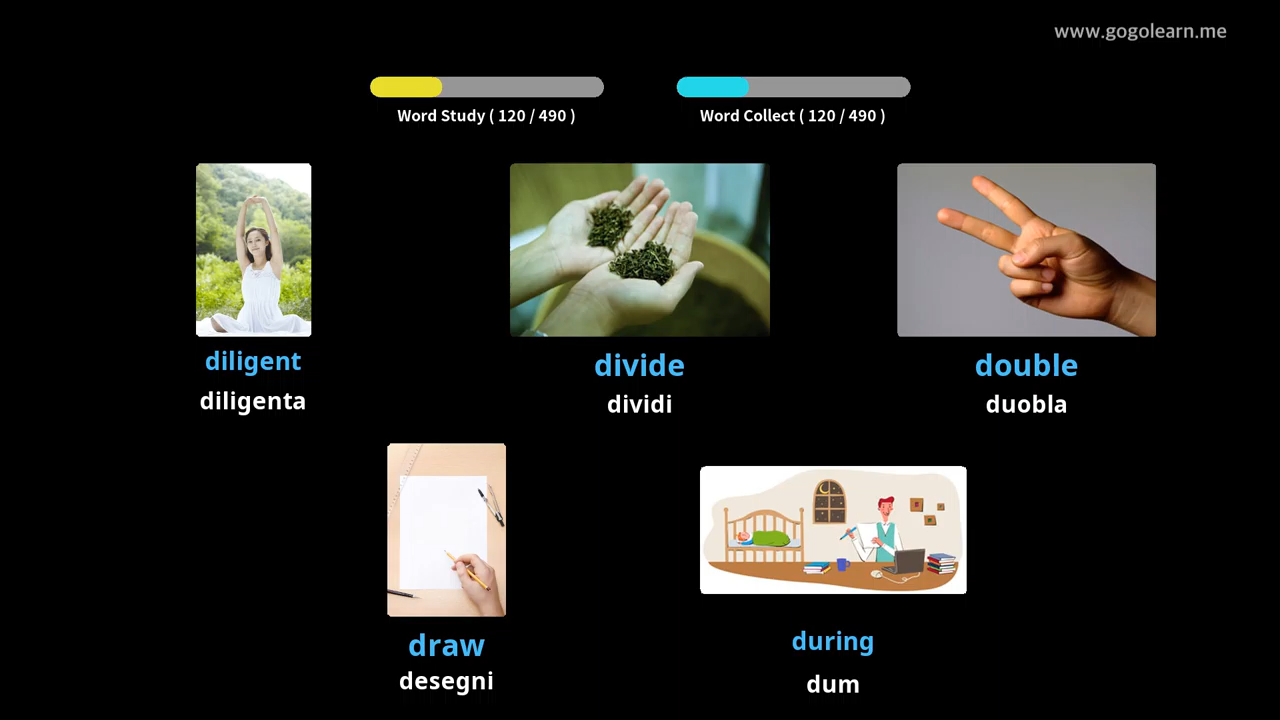 www.gogolearn.me
Word Study ( 120 / 490 )
Word Collect ( 120 / 490 )
diligent
diligenta
divide
dividi
double
duobla
draw
desegni
during
dum